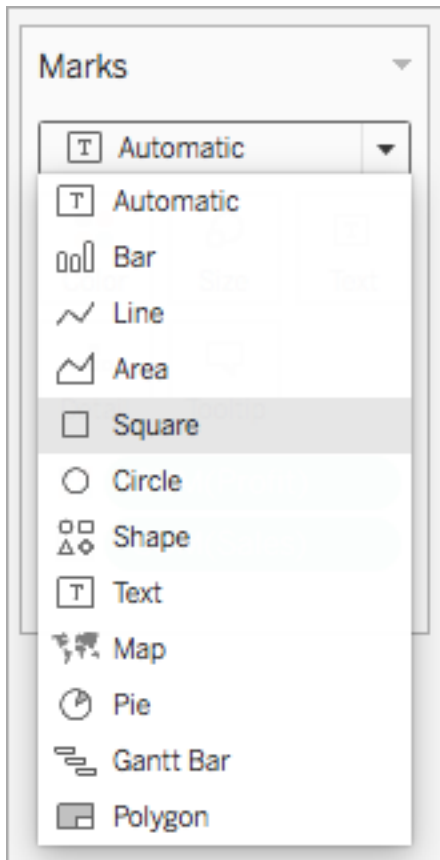 Marks
Automatic
Automatic
Bar
Line
Area
Square
Circle
Shape
Text
Map
Pie
Gantt Bar
Polygon